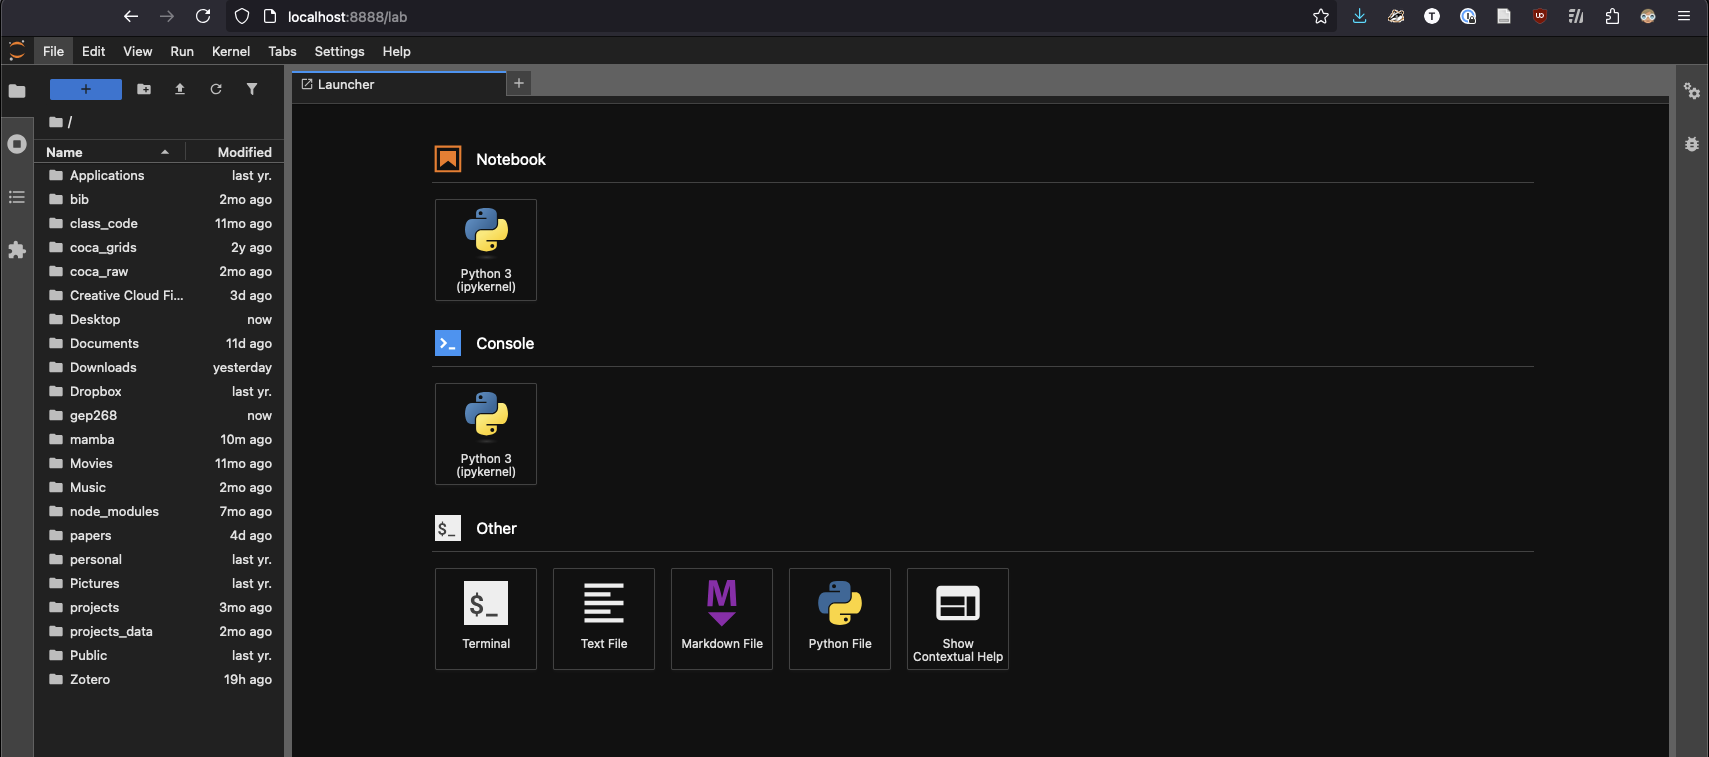 localhost:8888/lab
File Edit View Run Kernel Tabs Settings Help
Launcher
/
Name Modified
Applications last yr.
bib 2mo ago
class_code 11mo ago
coca_grids 2y ago
coca_raw 2mo ago
Creative Cloud Fi... 3d ago
Desktop now
Documents 11d ago
Downloads yesterday
Dropbox last yr.
gep268 now
mamba 10m ago
Movies 11mo ago
Music 2mo ago
node_modules 7mo ago
papers 4d ago
personal last yr.
Pictures last yr.
projects 3mo ago
projects_data 2mo ago
Public last yr.
Zotero 19h ago
Notebook
Python 3
(ipykernel)
Console
Python 3
(ipykernel)
$_ Other
$_
Terminal
Text File
M
Markdown File
Python File
Show
Contextual Help